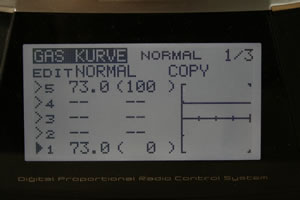 GAS KURVE NORMAL 1/3
EDIT NORMAL COPY
>5 73.0 (100)
>4 -- --
>3 -- --
>2 -- --
>1 73.0 ( 0)
Digital Proportional Radio Control System